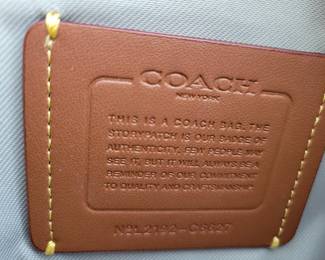 COACH
NEW YORK
THIS IS A COACH BAG. THE
STORYPATCH IS OUR BADGE OF
AUTHENTICITY. FEW PEOPLE MAY
SEE IT, BUT IT WILL ALWAYS BE A
REMINDER OF OUR COMMITMENT
TO QUALITY AND CRAFTSMANSHIP